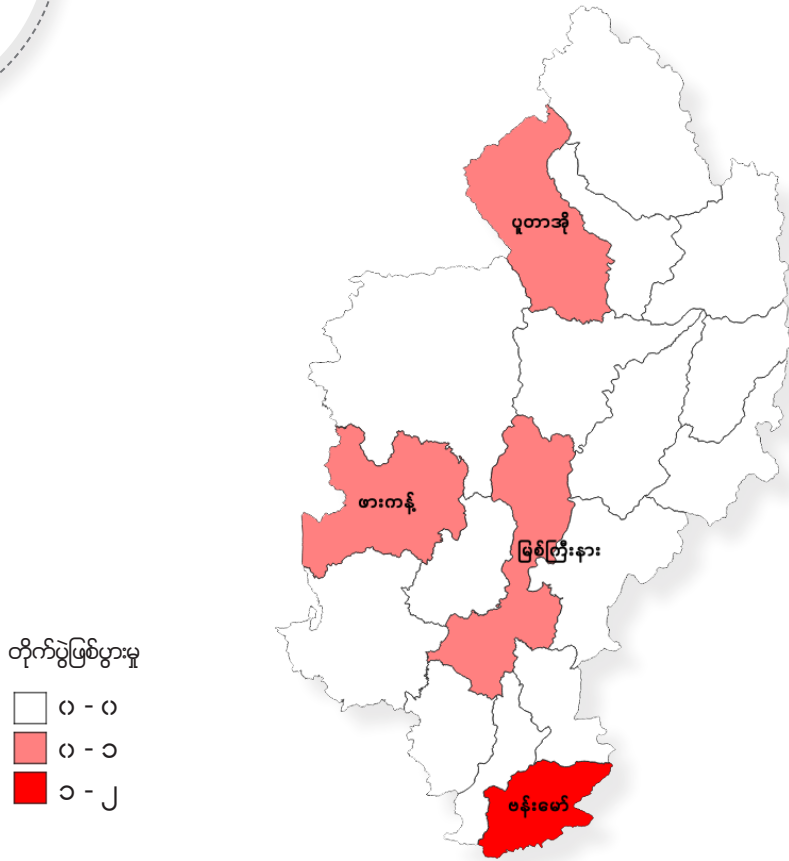 ပူတာအို
ဖားကန့်
မြစ်ကြီးနား
တိုက်ပွဲဖြစ်ပွားမှု
၀ - ၀
၀ - ၁
၁ - ၂
ဗန်းမော်